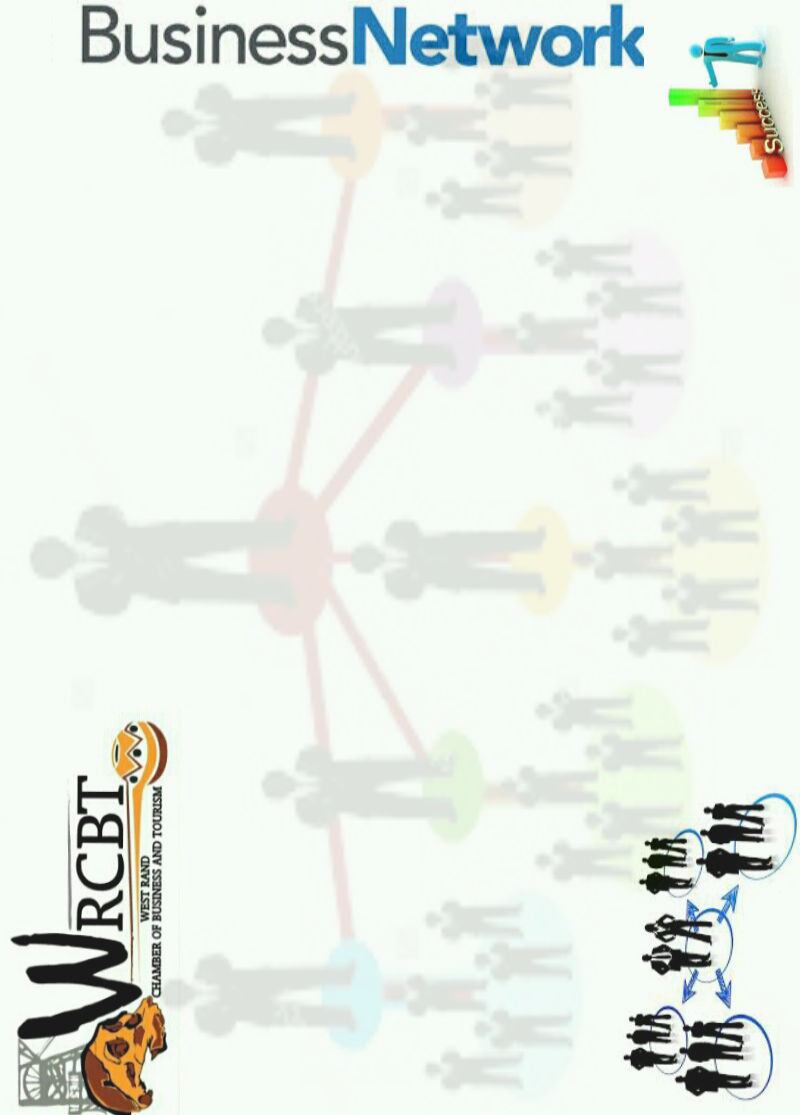 BusinessNetwork
Success
WRCBT
WEST RAND
CHAMBER OF BUSINESS AND TOURISM